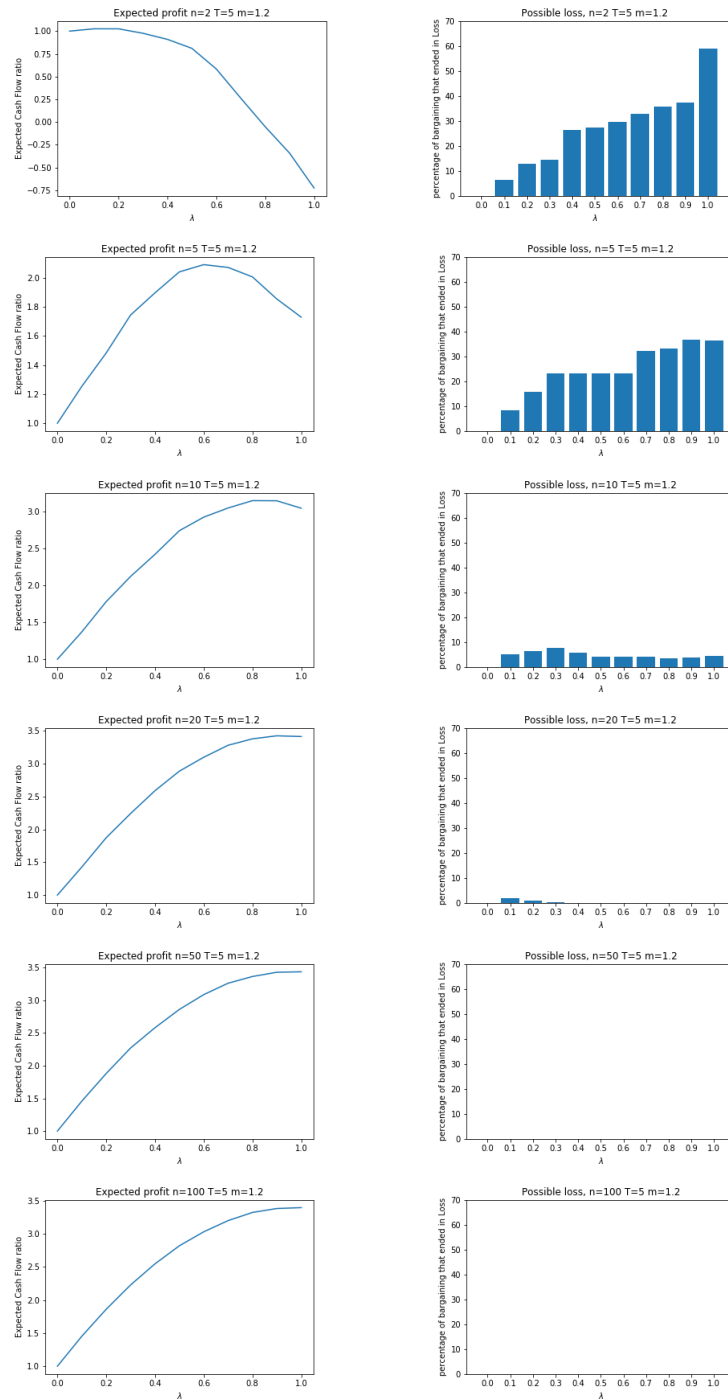 Expected profit n=2 T=5 m=1.2
1.00
0.75
0.50
0.25
0.00
−0.25
−0.50
−0.75
Expected Cash Flow ratio
0.0 0.2 0.4 0.6 0.8 1.0
λ
Possible loss, n=2 T=5 m=1.2
70
60
50
40
30
20
10
0
percentage of bargaining that ended in Loss
0.0 0.1 0.2 0.3 0.4 0.5 0.6 0.7 0.8 0.9 1.0
λ
Expected profit n=5 T=5 m=1.2
2.0
1.8
1.6
1.4
1.2
1.0
Expected Cash Flow ratio
0.0 0.2 0.4 0.6 0.8 1.0
λ
Possible loss, n=5 T=5 m=1.2
70
60
50
40
30
20
10
0
percentage of bargaining that ended in Loss
0.0 0.1 0.2 0.3 0.4 0.5 0.6 0.7 0.8 0.9 1.0
λ
Expected profit n=10 T=5 m=1.2
3.0
2.5
2.0
1.5
1.0
Expected Cash Flow ratio
0.0 0.2 0.4 0.6 0.8 1.0
λ
Possible loss, n=10 T=5 m=1.2
70
60
50
40
30
20
10
0
percentage of bargaining that ended in Loss
0.0 0.1 0.2 0.3 0.4 0.5 0.6 0.7 0.8 0.9 1.0
λ
Expected profit n=20 T=5 m=1.2
3.5
3.0
2.5
2.0
1.5
1.0
Expected Cash Flow ratio
0.0 0.2 0.4 0.6 0.8 1.0
λ
Possible loss, n=20 T=5 m=1.2
70
60
50
40
30
20
10
0
percentage of bargaining that ended in Loss
0.0 0.1 0.2 0.3 0.4 0.5 0.6 0.7 0.8 0.9 1.0
λ
Expected profit n=50 T=5 m=1.2
3.5
3.0
2.5
2.0
1.5
1.0
Expected Cash Flow ratio
0.0 0.2 0.4 0.6 0.8 1.0
λ
Possible loss, n=50 T=5 m=1.2
70
60
50
40
30
20
10
0
percentage of bargaining that ended in Loss
0.0 0.1 0.2 0.3 0.4 0.5 0.6 0.7 0.8 0.9 1.0
λ
Expected profit n=100 T=5 m=1.2
3.5
3.0
2.5
2.0
1.5
1.0
Expected Cash Flow ratio
0.0 0.2 0.4 0.6 0.8 1.0
λ
Possible loss, n=100 T=5 m=1.2
70
60
50
40
30
20
10
0
percentage of bargaining that ended in Loss
0.0 0.1 0.2 0.3 0.4 0.5 0.6 0.7 0.8 0.9 1.0
λ